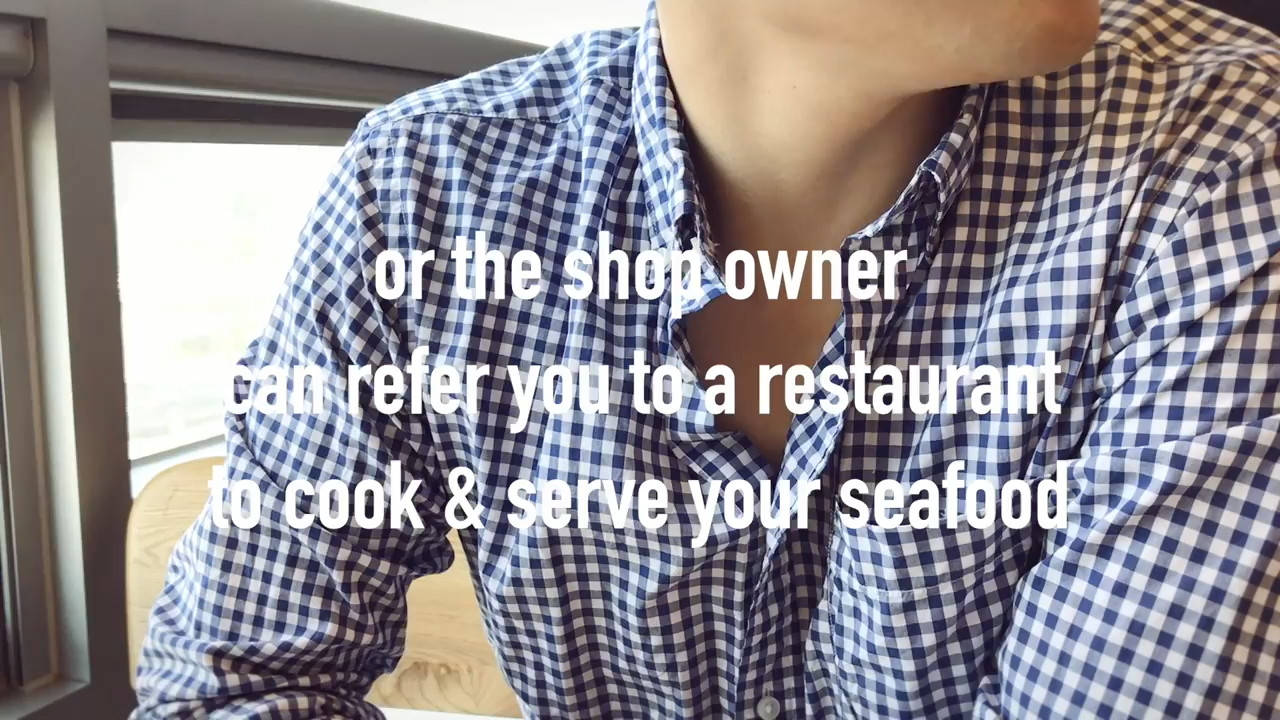 or the shop owner
can refer you to a restaurant
to cook & serve your seafood